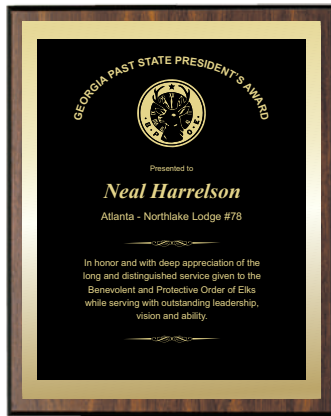 GEORGIA PAST STATE PRESIDENT'S AWARD
B. P. O. E.
Presented to
Neal Harrelson
Atlanta - Northlake Lodge #78
In honor and with deep appreciation of the
long and distinguished service given to the
Benevolent and Protective Order of Elks
while serving with outstanding leadership,
vision and ability.